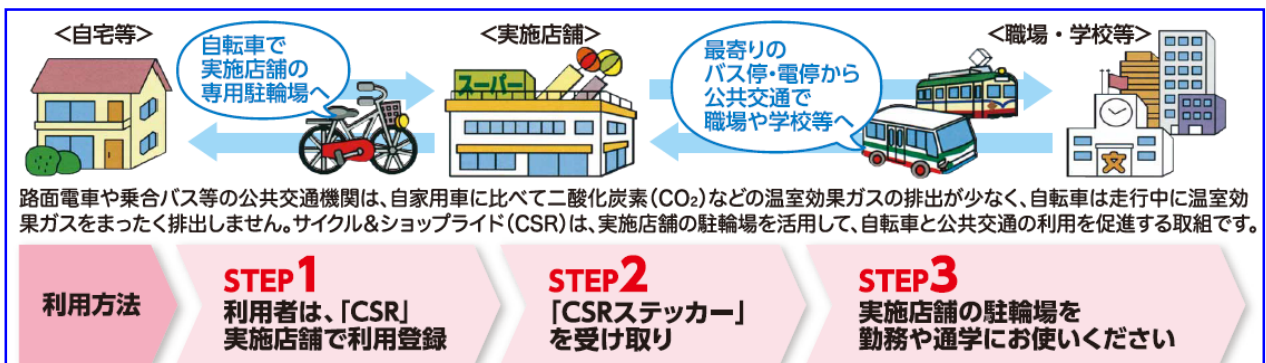 <自宅等>
自転車で
実施店舗の
専用駐輪場へ
<実施店舗>
スーパー
最寄りの
バス停・電停から
公共交通で
職場や学校等へ
<職場・学校等>
文
路面電車や乗合バス等の公共交通機関は、自家用車に比べて二酸化炭素(CO₂)などの温室効果ガスの排出が少なく、自転車は走行中に温室効
果ガスをまったく排出しません。サイクル&ショップライド(CSR)は、実施店舗の駐輪場を活用して、自転車と公共交通の利用を促進する取組です。
利用方法
STEP1
利用者は、「CSR」
実施店舗で利用登録
STEP2
「CSRステッカー」
を受け取り
STEP3
実施店舗の駐輪場を
勤務や通学にお使いください